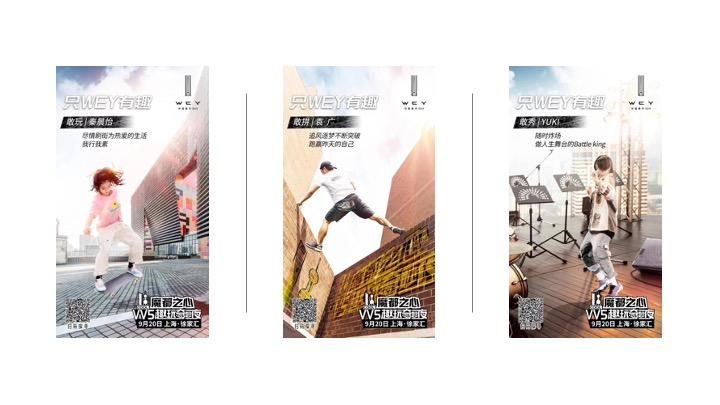 只WEY有趣
WEY
敢玩 | 秦晨怡
尽情刷街为热爱的生活
我行我素
魔都之心
VV5趣玩奇门夜
9月20日 上海·徐家汇
只WEY有趣
WEY
敢拼 | 袁·广
追风逐梦不断突破
跑赢昨天的自己
魔都之心
VV5趣玩奇门夜
9月20日 上海·徐家汇
只WEY有趣
WEY
敢秀 | YUKI
随时炸场
做人生舞台的Battle king
魔都之心
VV5趣玩奇门夜
9月20日 上海·徐家汇